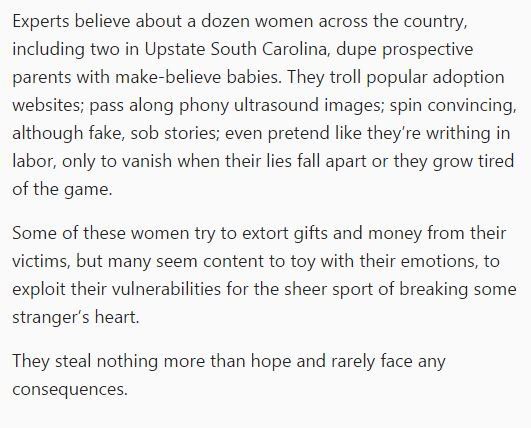 Experts believe about a dozen women across the country,
including two in Upstate South Carolina, dupe prospective
parents with make-believe babies. They troll popular adoption
websites; pass along phony ultrasound images; spin convincing,
although fake, sob stories; even pretend like they’re writhing in
labor, only to vanish when their lies fall apart or they grow tired
of the game.
Some of these women try to extort gifts and money from their
victims, but many seem content to toy with their emotions, to
exploit their vulnerabilities for the sheer sport of breaking some
stranger’s heart.
They steal nothing more than hope and rarely face any
consequences.